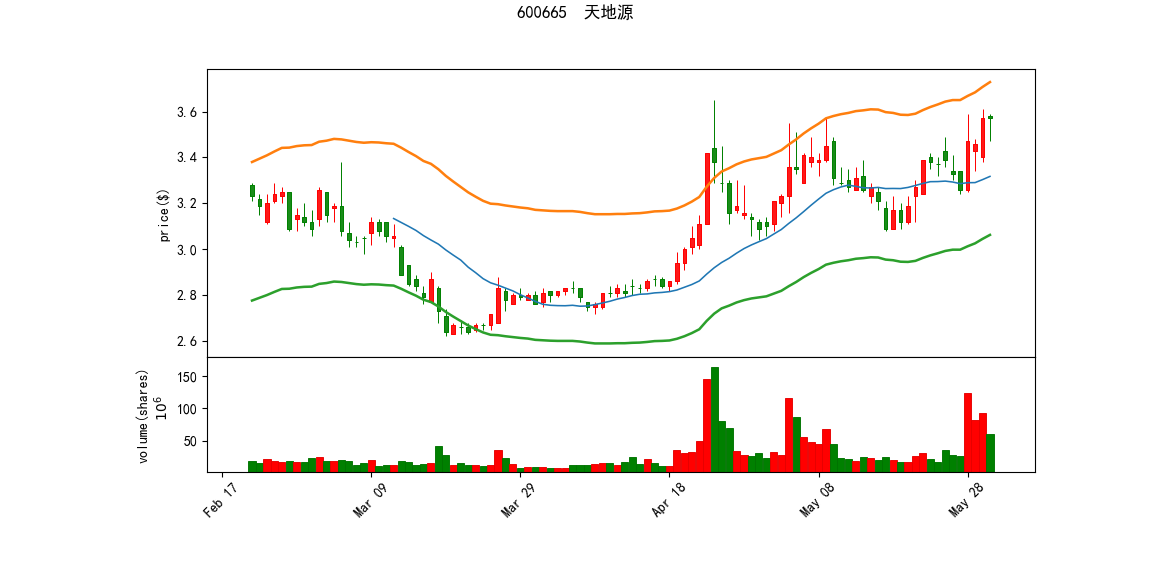 600665 天地源
price($)
3.6
3.4
3.2
3.0
2.8
2.6
volume(shares)
10^6
150
100
50
Feb 17
Mar 09
Mar 29
Apr 18
May 08
May 28